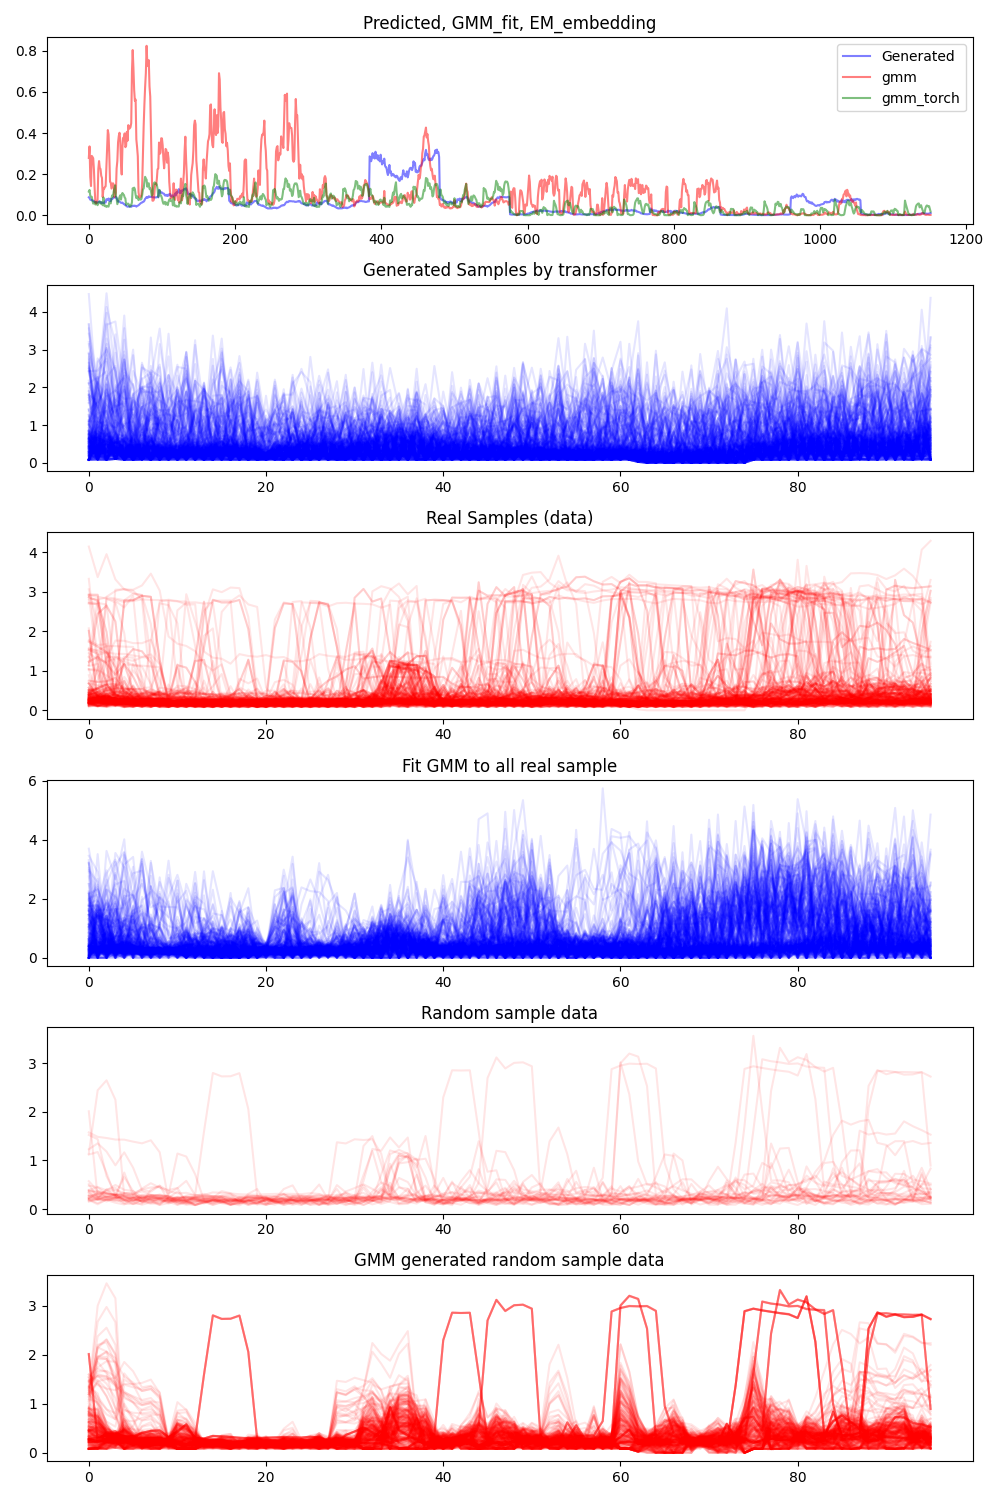 Predicted, GMM_fit, EM_embedding
0.8
0.6
0.4
0.2
0.0
Generated
gmm
gmm_torch
0 200 400 600 800 1000 1200
Generated Samples by transformer
4
3
2
1
0
0 20 40 60 80
Real Samples (data)
4
3
2
1
0
0 20 40 60 80
Fit GMM to all real sample
6
4
2
0
0 20 40 60 80
Random sample data
3
2
1
0
0 20 40 60 80
GMM generated random sample data
3
2
1
0
0 20 40 60 80